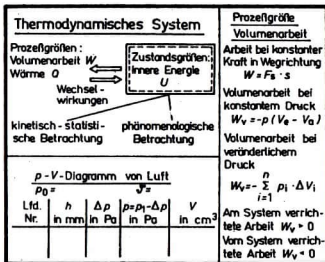 Thermodynamisches System
Prozeßgrößen :
Volumenarbeit W
Wärme Q
Wechsel-
wirkungen
Zustandsgrößen:
Innere Energie
U
kinetisch-statisti-
sche Betrachtung
phänomenologische
Betrachtung
p-V-Diagramm von Luft
p₀= ϑ=
Lfd. Nr. | h in mm | Δp in Pa | p=p₁-Δp in Pa | V in cm³
Prozeßgröße
Volumenarbeit
Arbeit bei konstanter
Kraft in Wegrichtung
W = Fₛ · s
Volumenarbeit bei
konstantem Druck
Wᵥ=-p (Vₑ - Vₐ)
Volumenarbeit bei
veränderlichem
Druck
Wᵥ=- n Σ i=1 pᵢ · ΔVᵢ
Am System verrich-
tete Arbeit Wᵥ > 0
Vom System verrich-
tete Arbeit Wᵥ < 0